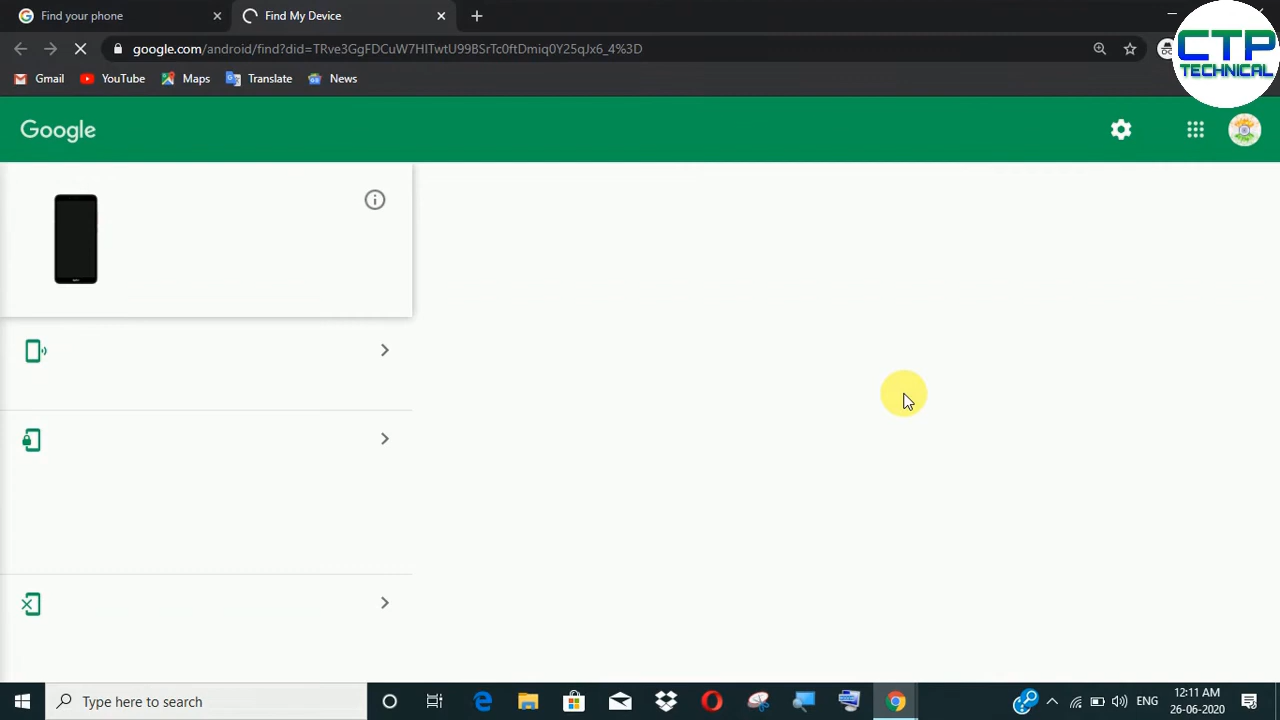 Find your phone
Find My Device
google.com/android/find?did=TRve3GgFDCuW7HITwtU99BSrTc0ftDmiq0Y25qJx6_4%3D
Gmail
YouTube
Maps
Translate
News
CTP
TECHNICAL
Google
Type here to search
ENG
12:11 AM
26-06-2020